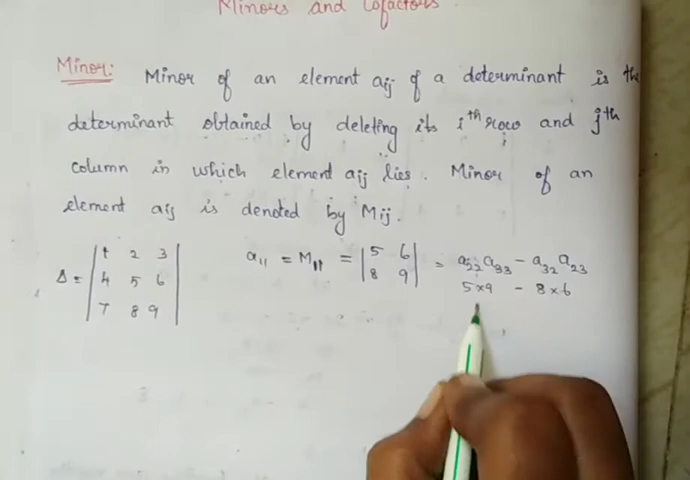 Minors and Cofactors.
Minor: Minor of an element aij of a determinant is the
determinant obtained by deleting its ith row and jth
column in which element aij lies. Minor of an
element aij is denoted by Mij.
Δ = | 1 2 3 | a11 = M11 = | 5 6 | = a22 a33 - a32 a23
| 4 5 6 | | 8 9 | 5×9 - 8×6
| 7 8 9 |